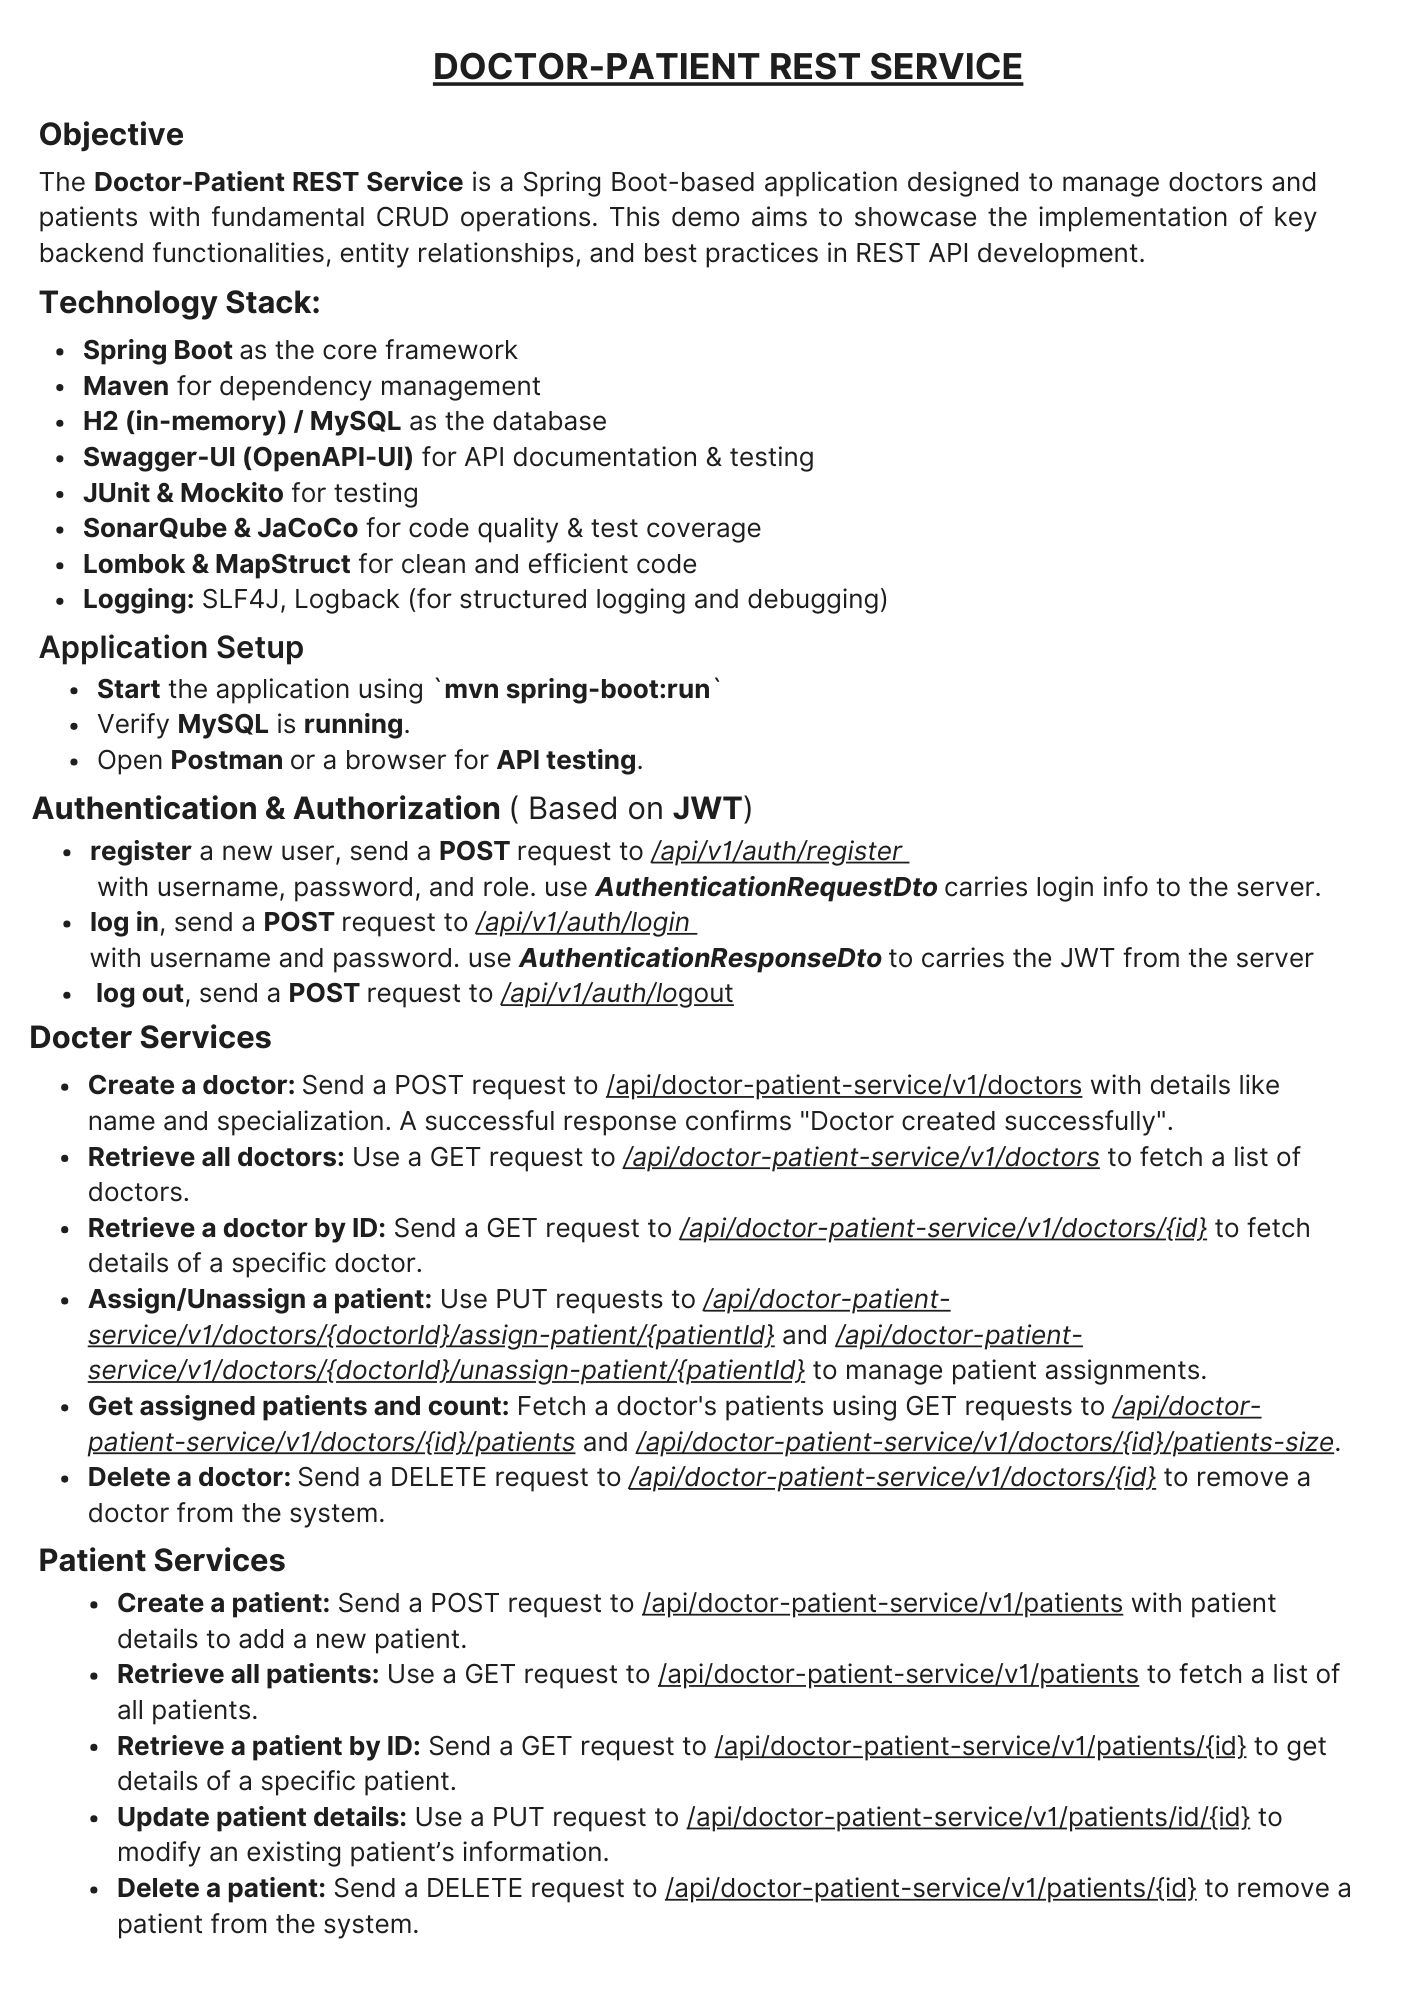 DOCTOR-PATIENT REST SERVICE
Objective
The Doctor-Patient REST Service is a Spring Boot-based application designed to manage doctors and
patients with fundamental CRUD operations. This demo aims to showcase the implementation of key
backend functionalities, entity relationships, and best practices in REST API development.
Technology Stack:
• Spring Boot as the core framework
• Maven for dependency management
• H2 (in-memory) / MySQL as the database
• Swagger-UI (OpenAPI-UI) for API documentation & testing
• JUnit & Mockito for testing
• SonarQube & JaCoCo for code quality & test coverage
• Lombok & MapStruct for clean and efficient code
• Logging: SLF4J, Logback (for structured logging and debugging)
Application Setup
• Start the application using `mvn spring-boot:run`
• Verify MySQL is running.
• Open Postman or a browser for API testing.
Authentication & Authorization ( Based on JWT)
• register a new user, send a POST request to /api/v1/auth/register
with username, password, and role. use AuthenticationRequestDto carries login info to the server.
• log in, send a POST request to /api/v1/auth/login
with username and password. use AuthenticationResponseDto to carries the JWT from the server
• log out, send a POST request to /api/v1/auth/logout
Docter Services
• Create a doctor: Send a POST request to /api/doctor-patient-service/v1/doctors with details like
name and specialization. A successful response confirms "Doctor created successfully".
• Retrieve all doctors: Use a GET request to /api/doctor-patient-service/v1/doctors to fetch a list of
doctors.
• Retrieve a doctor by ID: Send a GET request to /api/doctor-patient-service/v1/doctors/{id} to fetch
details of a specific doctor.
• Assign/Unassign a patient: Use PUT requests to /api/doctor-patient-
service/v1/doctors/{doctorId}/assign-patient/{patientId} and /api/doctor-patient-
service/v1/doctors/{doctorId}/unassign-patient/{patientId} to manage patient assignments.
• Get assigned patients and count: Fetch a doctor's patients using GET requests to /api/doctor-
patient-service/v1/doctors/{id}/patients and /api/doctor-patient-service/v1/doctors/{id}/patients-size.
• Delete a doctor: Send a DELETE request to /api/doctor-patient-service/v1/doctors/{id} to remove a
doctor from the system.
Patient Services
• Create a patient: Send a POST request to /api/doctor-patient-service/v1/patients with patient
details to add a new patient.
• Retrieve all patients: Use a GET request to /api/doctor-patient-service/v1/patients to fetch a list of
all patients.
• Retrieve a patient by ID: Send a GET request to /api/doctor-patient-service/v1/patients/{id} to get
details of a specific patient.
• Update patient details: Use a PUT request to /api/doctor-patient-service/v1/patients/id/{id} to
modify an existing patient’s information.
• Delete a patient: Send a DELETE request to /api/doctor-patient-service/v1/patients/{id} to remove a
patient from the system.